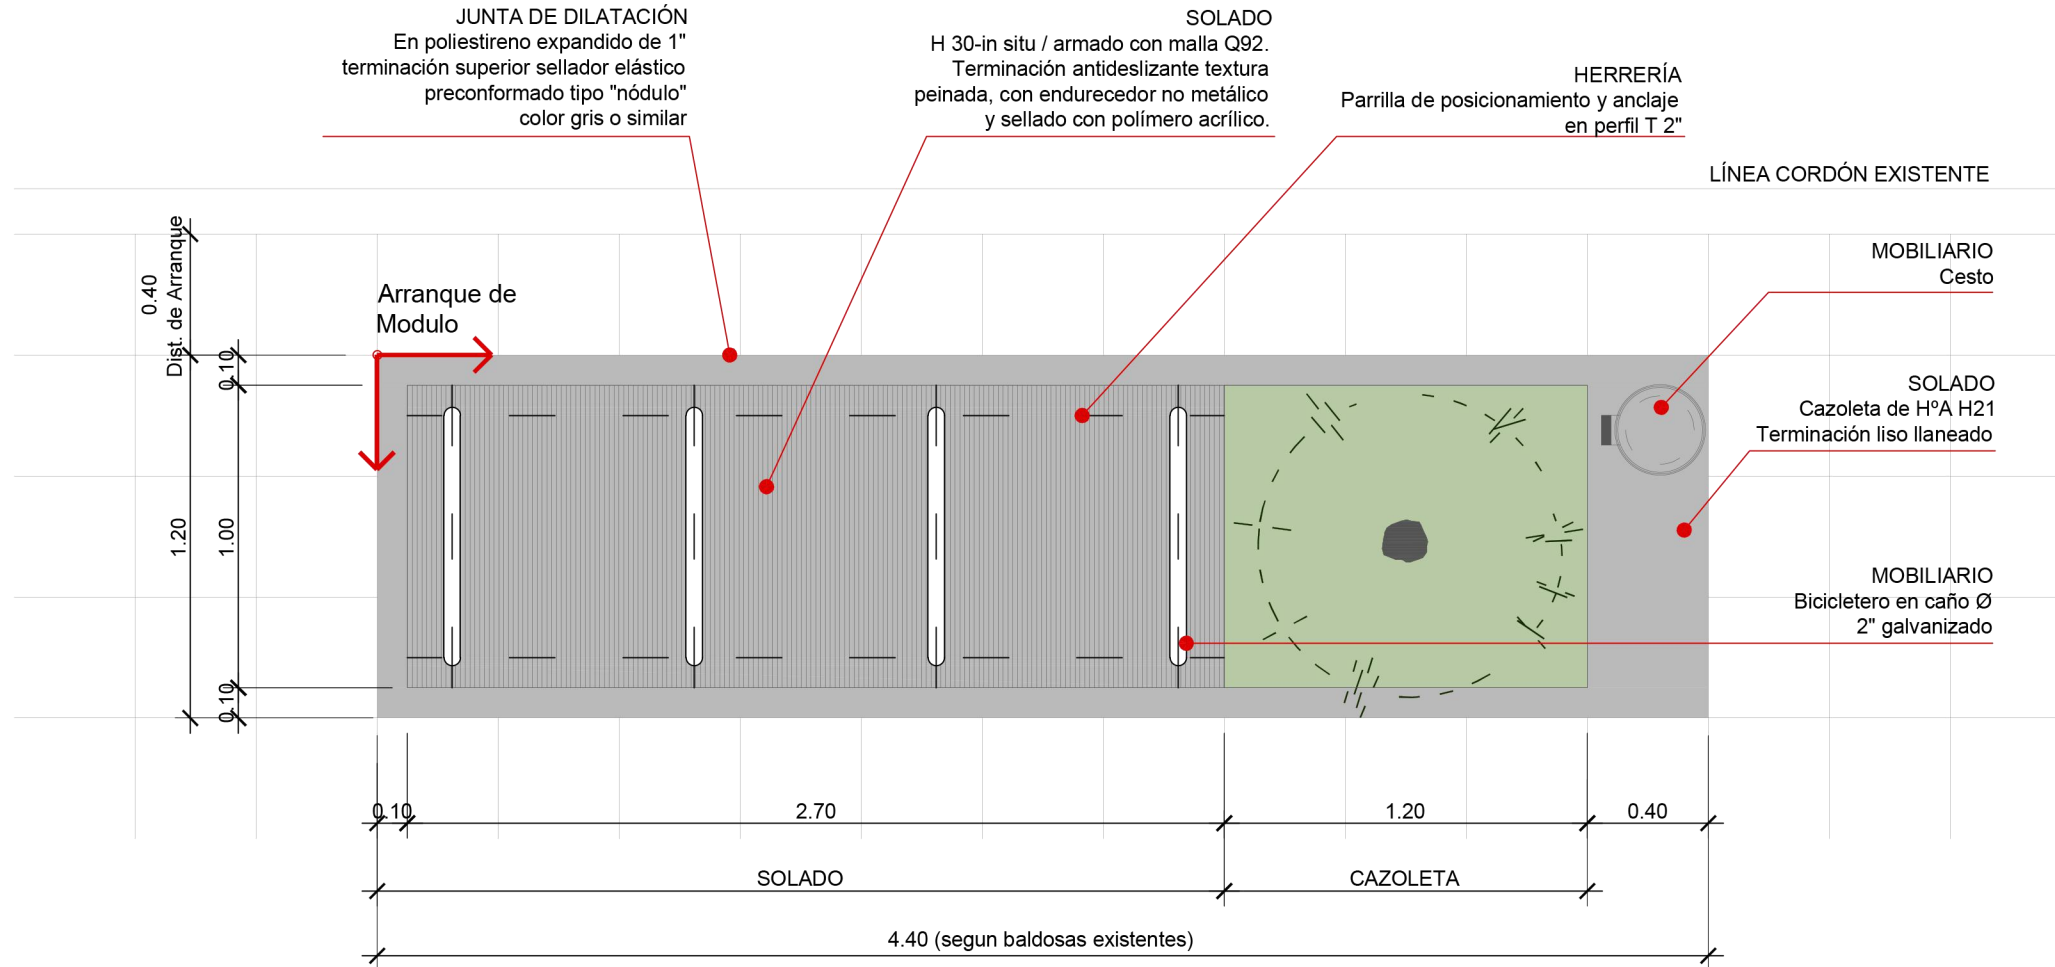 JUNTA DE DILATACIÓN
En poliestireno expandido de 1"
terminación superior sellador elástico
preconformado tipo "nódulo"
color gris o similar
SOLADO
H 30-in situ / armado con malla Q92.
Terminación antideslizante textura
peinada, con endurecedor no metálico
y sellado con polímero acrílico.
HERRERÍA
Parrilla de posicionamiento y anclaje
en perfil T 2"
LÍNEA CORDÓN EXISTENTE
MOBILIARIO
Cesto
SOLADO
Cazoleta de HºA H21
Terminación liso llaneado
MOBILIARIO
Bicicletero en caño Ø
2" galvanizado
Arranque de
Modulo
0.40
Dist. de Arranque
0.10
1.20
1.00
0.10
0.10
2.70
1.20
0.40
SOLADO
CAZOLETA
4.40 (segun baldosas existentes)